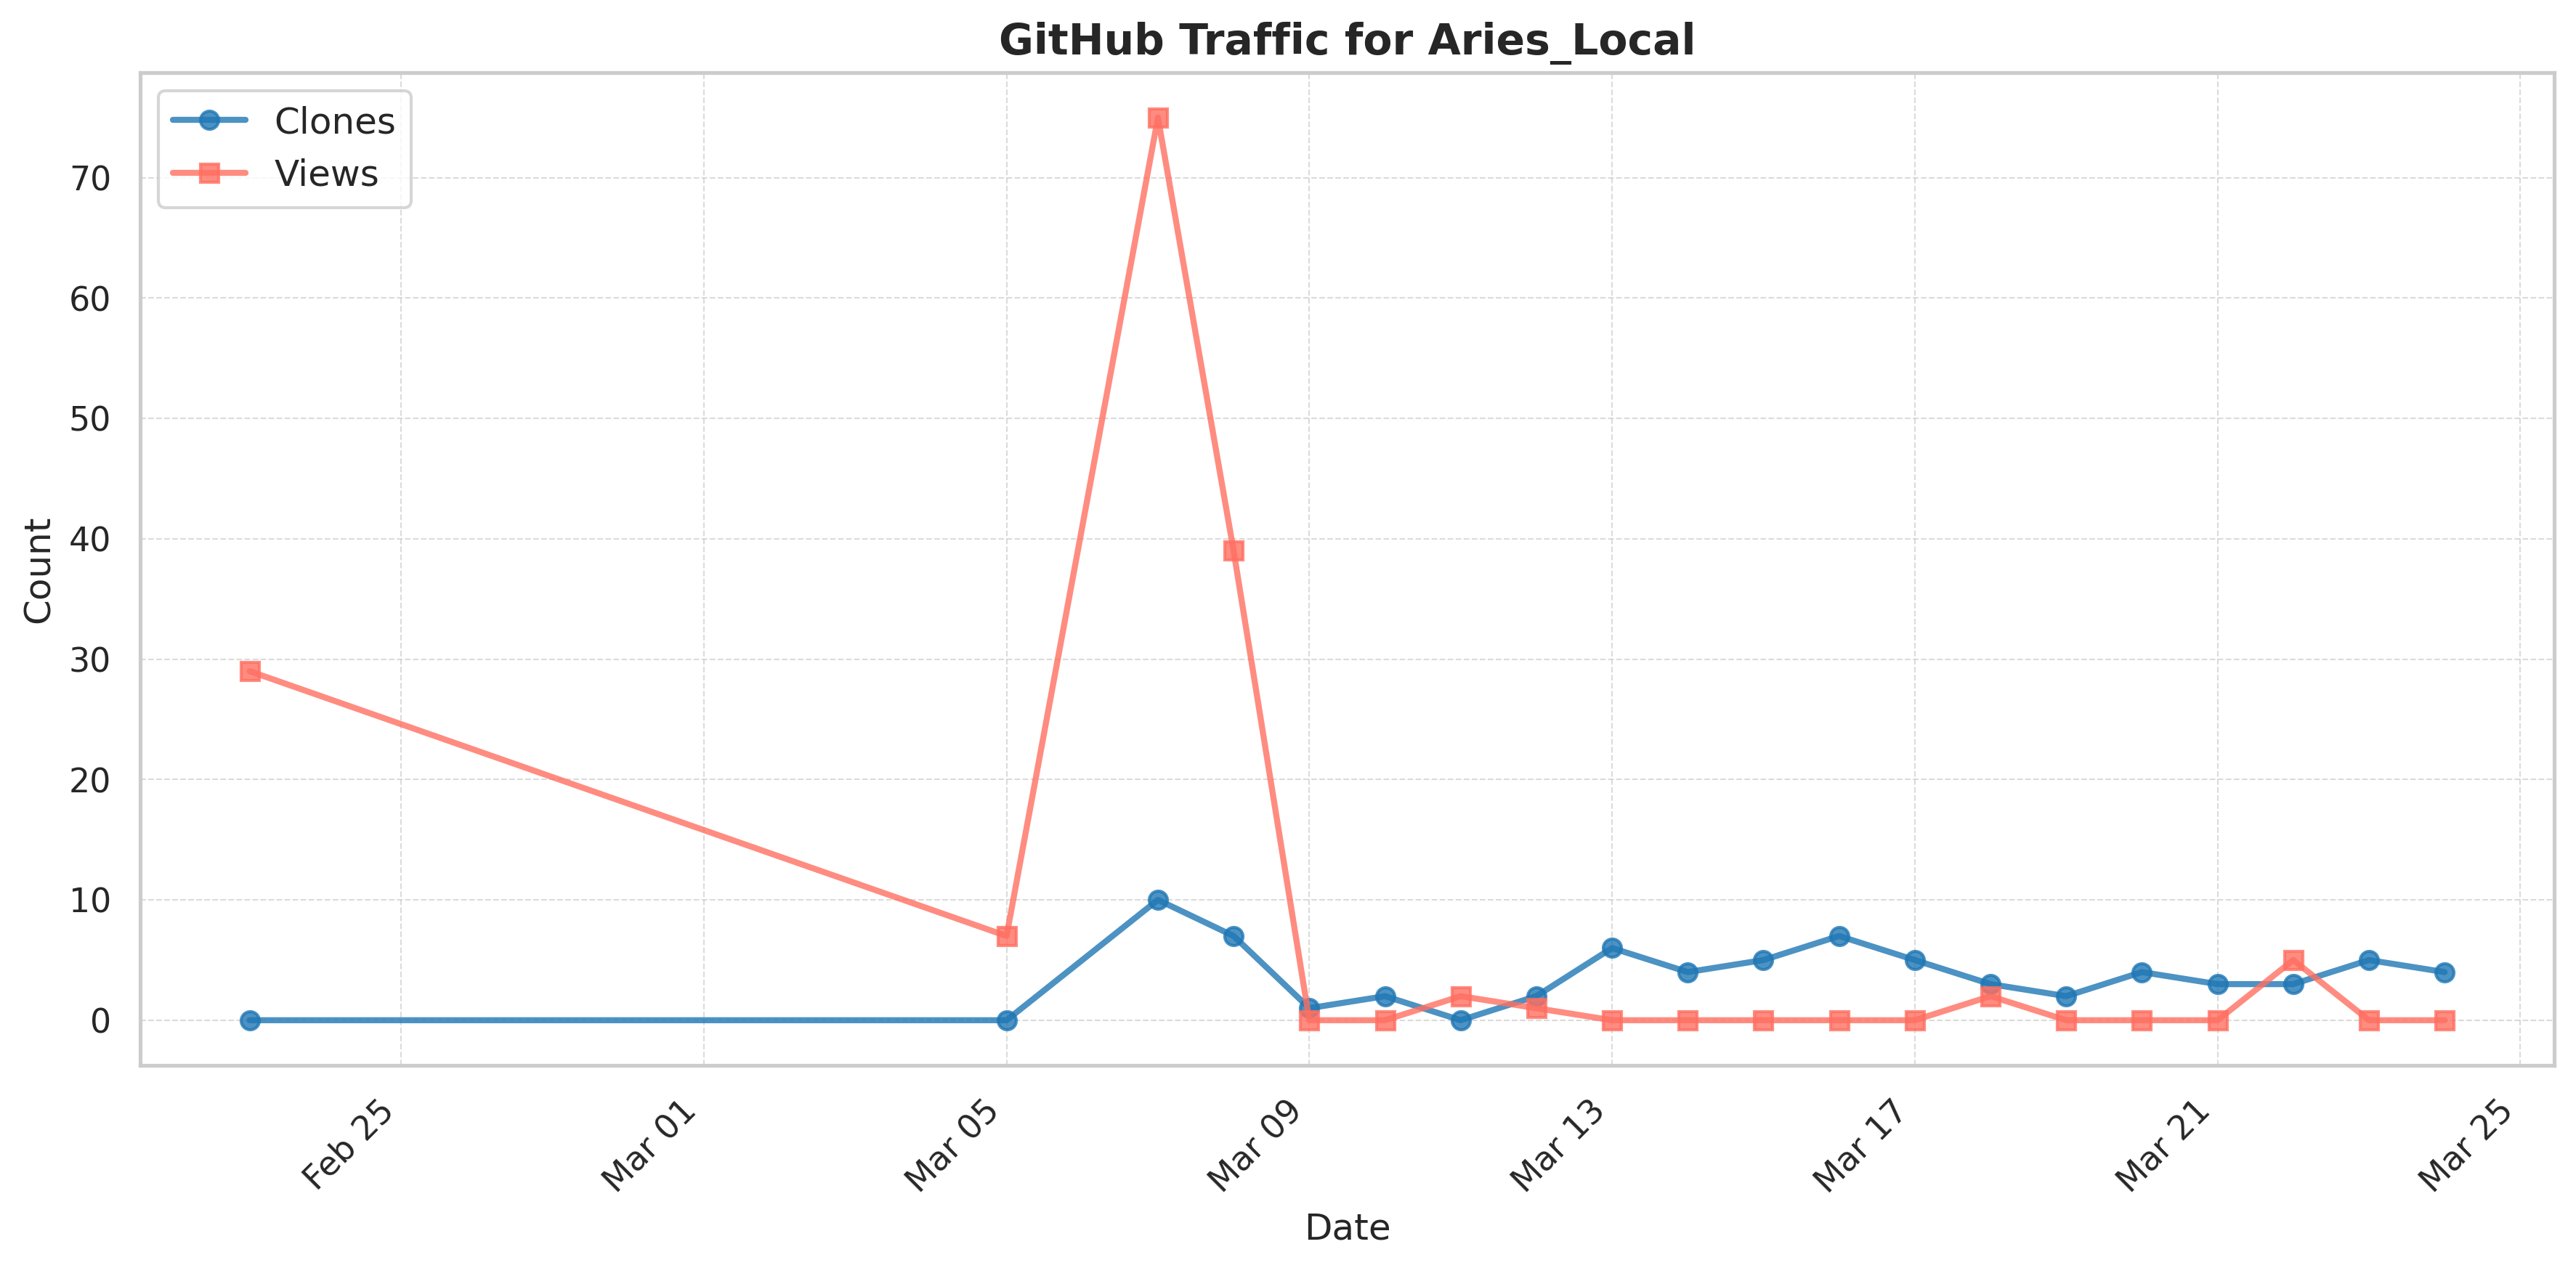 GitHub Traffic for Aries_Local
Clones
Views
70
60
50
40
30
20
10
0
Count
Feb 25
Mar 01
Mar 05
Mar 09
Mar 13
Mar 17
Mar 21
Mar 25
Date